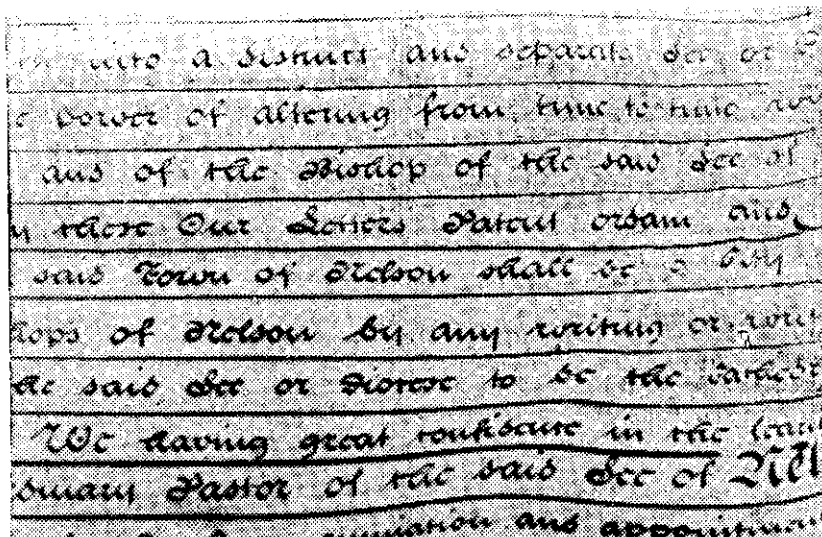 into a distinct and separate See or
power of altering from time to time
and of the Bishop of the said See of
these Our Letters Patent ordain and
said Town of Nelson shall be a
of Nelson by any writing or
said See or Diocese to be the
We having great confidence in the
Pastor of the said See of
and